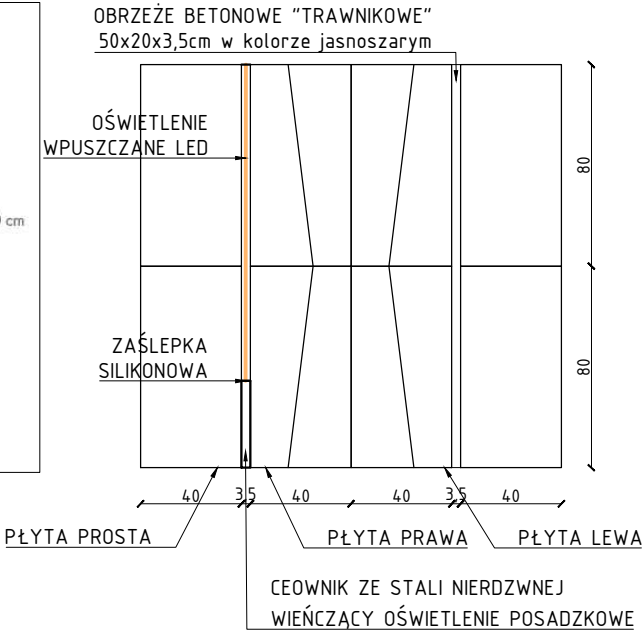 OBRZEŻE BETONOWE "TRAWNIKOWE"
50x20x3,5cm w kolorze jasnoszarym
OŚWIETLENIE
WPUSZCZANE LED
80
cm
ZAŚLEPKA
SILIKONOWA
80
40 3,5 40 40 3,5 40
PŁYTA PROSTA PŁYTA PRAWA PŁYTA LEWA
CEOWNIK ZE STALI NIERDZWNEJ
WIEŃCZĄCY OŚWIETLENIE POSADZKOWE